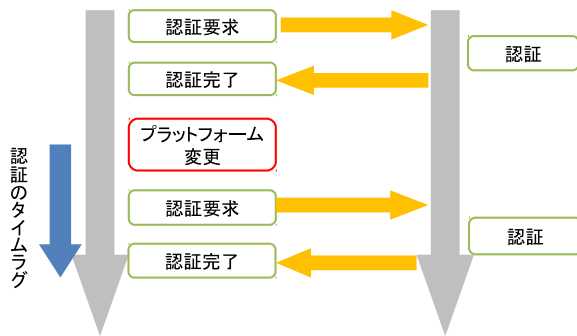 認証要求
認証
認証完了
プラットフォーム
変更
認証のタイムラグ
認証要求
認証
認証完了